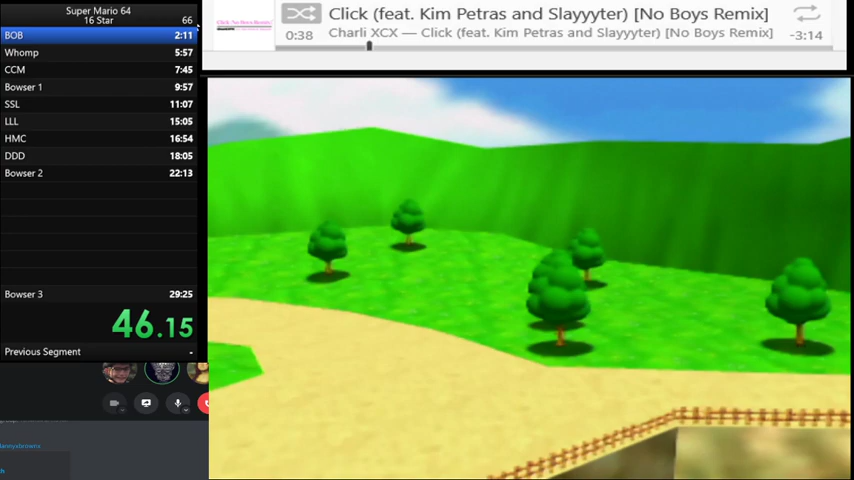 Super Mario 64
16 Star 66
BOB 2:11
Whomp 5:57
CCM 7:45
Bowser 1 9:57
SSL 11:07
LLL 15:05
HMC 16:54
DDD 18:05
Bowser 2 22:13
Bowser 3 29:25
46.15
Previous Segment -
Click (feat. Kim Petras and Slayyyter) [No Boys Remix]
0:38 Charli XCX — Click (feat. Kim Petras and Slayyyter) [No Boys Remix] -3:14